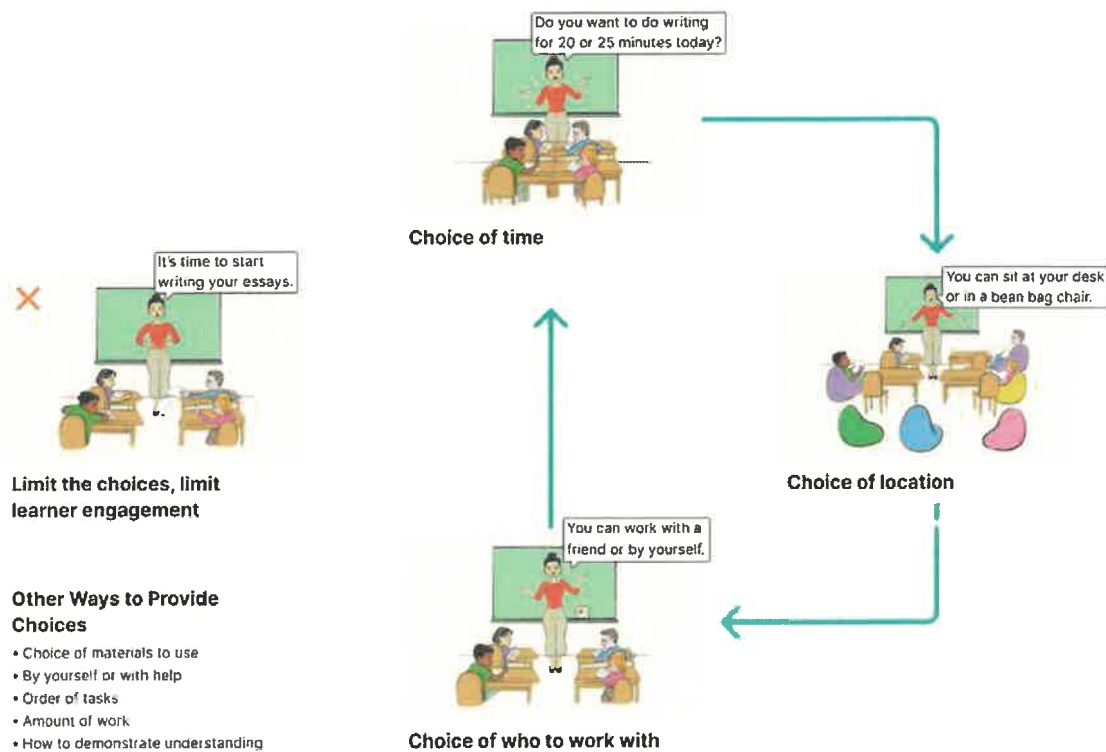 Do you want to do writing
for 20 or 25 minutes today?
Choice of time
It's time to start
writing your essays.
You can sit at your desk
or in a bean bag chair.
Limit the choices, limit
learner engagement
Choice of location
You can work with a
friend or by yourself.
Other Ways to Provide
Choices
• Choice of materials to use
• By yourself or with help
• Order of tasks
• Amount of work
• How to demonstrate understanding
Choice of who to work with